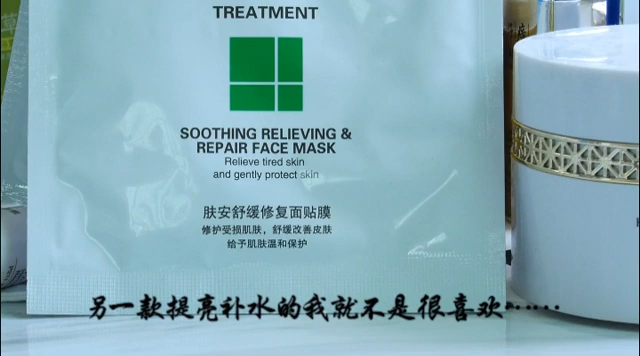 TREATMENT
SOOTHING RELIEVING &
REPAIR FACE MASK
Relieve tired skin
and gently protect skin
肤安舒缓修复面贴膜
修护受损肌肤，舒缓改善皮肤
给予肌肤温和保护
另一款提亮补水的我就不是很喜欢……